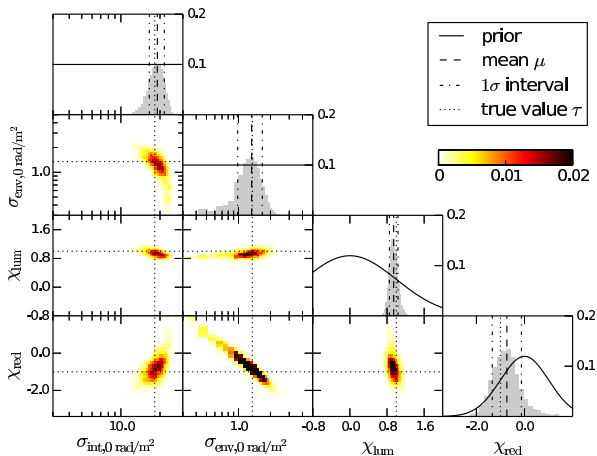 0.2
0.1
prior
mean μ
1σ interval
true value τ
0 0.01 0.02
0.2
0.1
σenv,0 rad/m²
1.0
0.2
0.1
χlum
1.6
0.8
0.0
-0.8
0.2
0.1
χred
0.0
-2.0
10.0
1.0
-0.8 0.0 0.8 1.6
-2.0 0.0
σint,0 rad/m²
σenv,0 rad/m²
χlum
χred